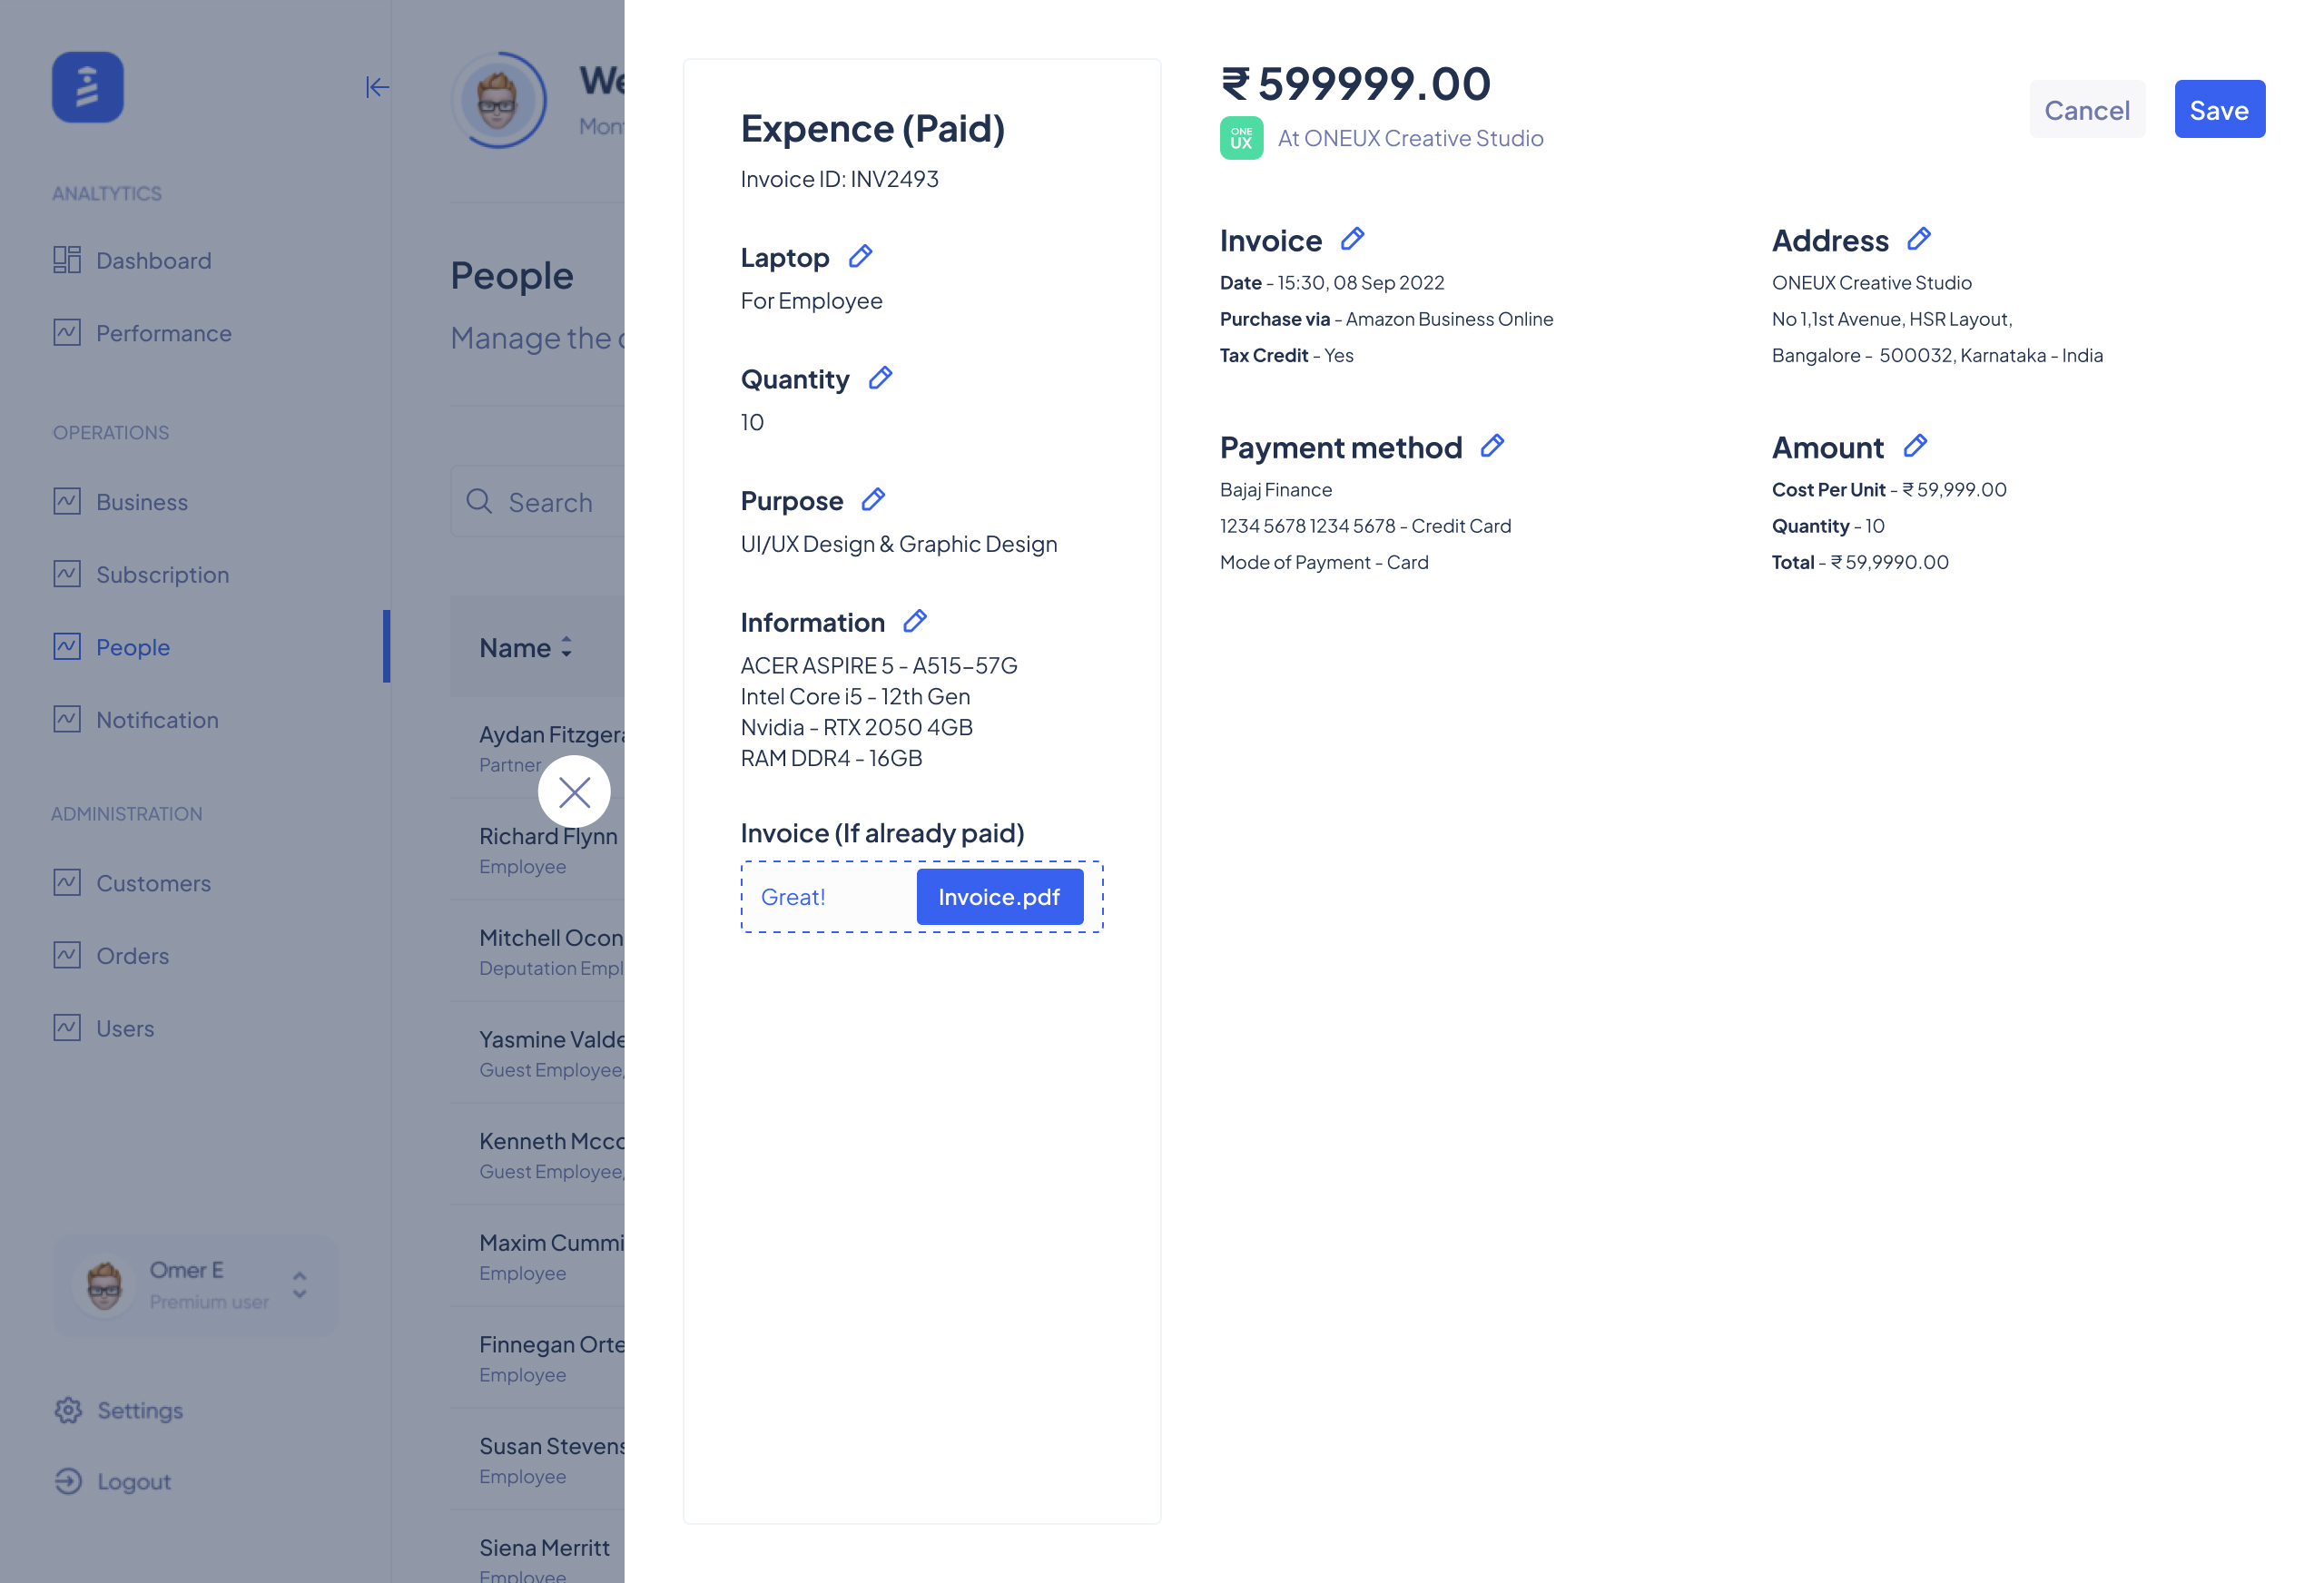 ANALTYTICS
Dashboard
Performance
OPERATIONS
Business
Subscription
People
Notification
ADMINISTRATION
Customers
Orders
Users
Omer E
Premium user
Settings
Logout
We
Mon
People
Manage the
Search
Name
Aydan Fitzger
Partner
Richard Flynn
Employee
Mitchell Ocon
Deputation Empl
Yasmine Valde
Guest Employee,
Kenneth Mcco
Guest Employee,
Maxim Cummi
Employee
Finnegan Orte
Employee
Susan Stevens
Employee
Siena Merritt
Employee
Expence (Paid)
Invoice ID: INV2493
Laptop
For Employee
Quantity
10
Purpose
UI/UX Design & Graphic Design
Information
ACER ASPIRE 5 - A515–57G
Intel Core i5 - 12th Gen
Nvidia - RTX 2050 4GB
RAM DDR4 - 16GB
Invoice (If already paid)
Great!
Invoice.pdf
₹ 599999.00
ONE
UX
At ONEUX Creative Studio
Cancel
Save
Invoice
Date - 15:30, 08 Sep 2022
Purchase via - Amazon Business Online
Tax Credit - Yes
Address
ONEUX Creative Studio
No 1,1st Avenue, HSR Layout,
Bangalore - 500032, Karnataka - India
Payment method
Bajaj Finance
1234 5678 1234 5678 - Credit Card
Mode of Payment - Card
Amount
Cost Per Unit - ₹ 59,999.00
Quantity - 10
Total - ₹ 59,9990.00